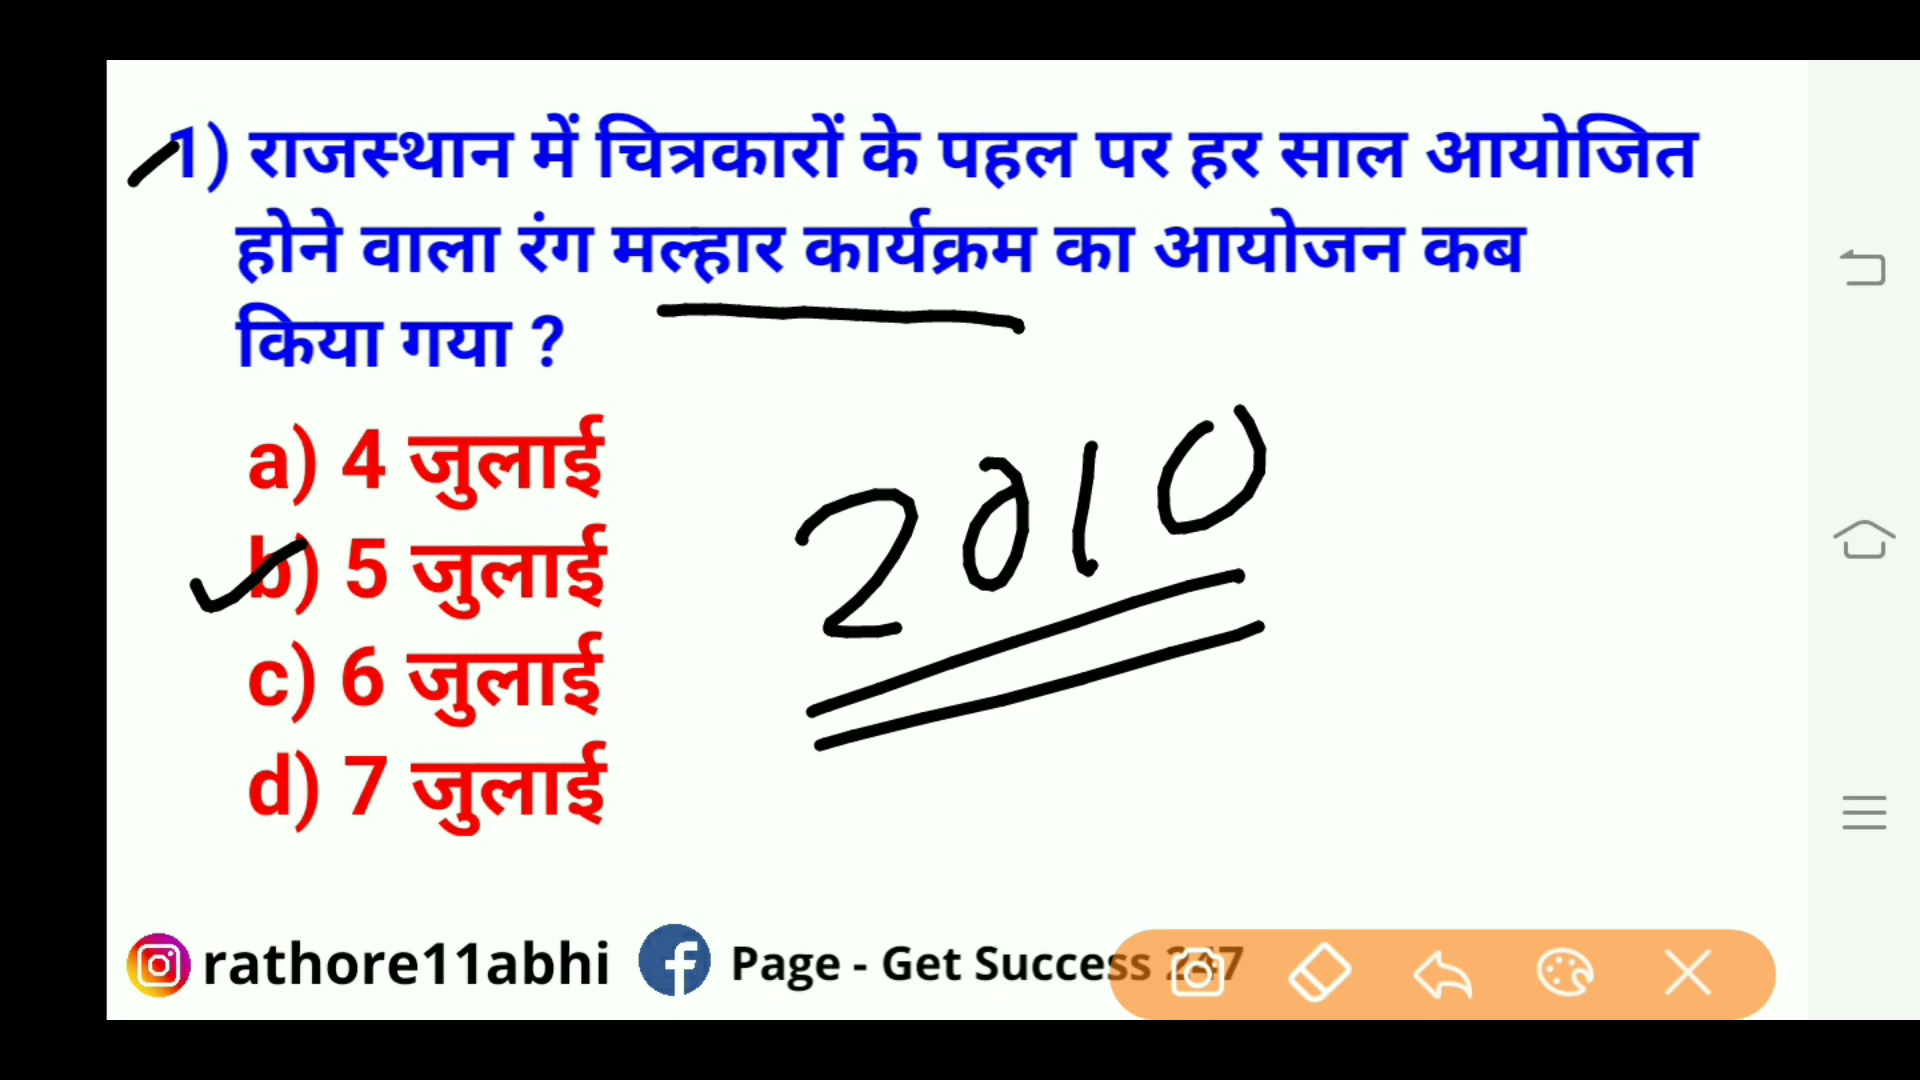 1) राजस्थान में चित्रकारों के पहल पर हर साल आयोजित
होने वाला रंग मल्हार कार्यक्रम का आयोजन कब
किया गया ?
a) 4 जुलाई
b) 5 जुलाई
c) 6 जुलाई
d) 7 जुलाई
2010
rathore11abhi Page - Get Success 247